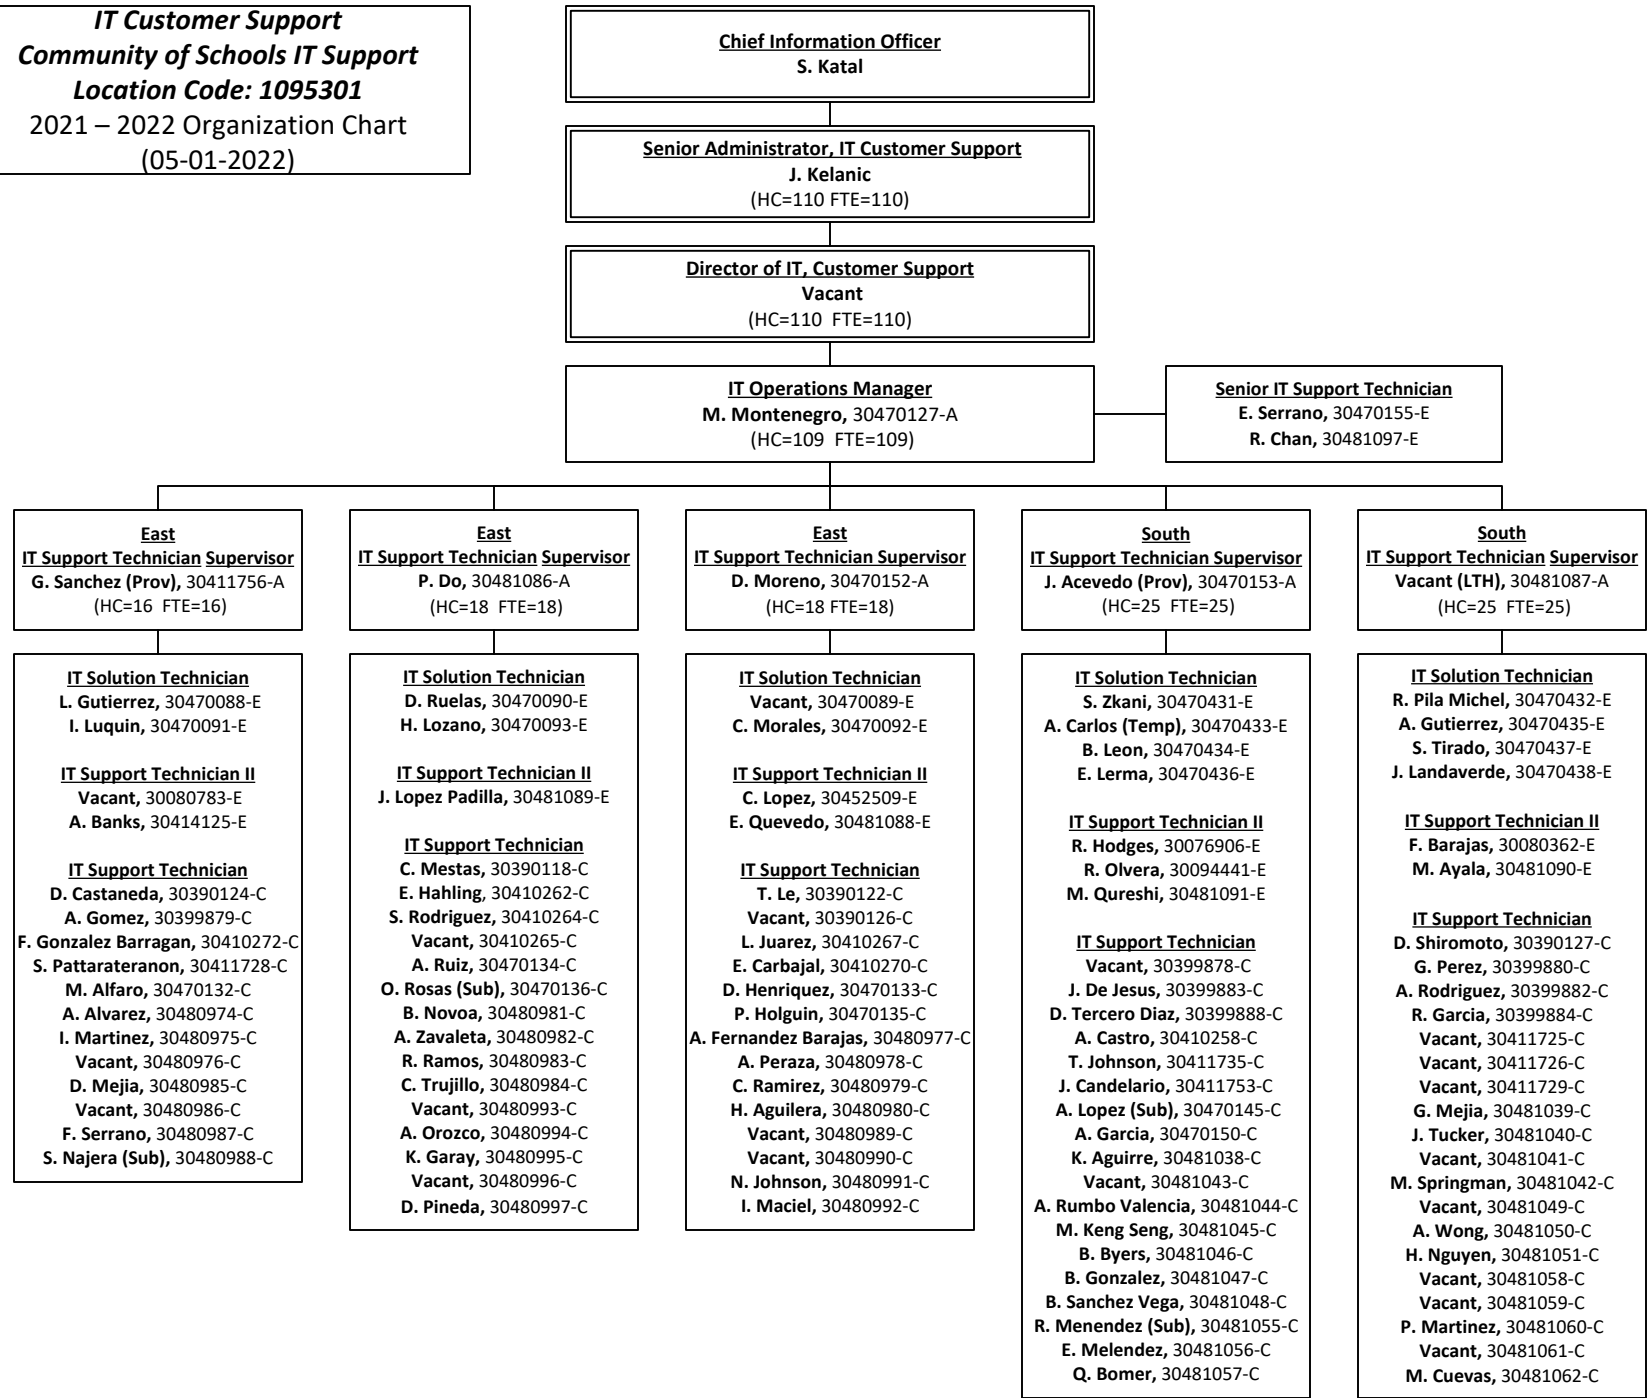 IT Customer Support
Community of Schools IT Support
Location Code: 1095301
2021 – 2022 Organization Chart
(05-01-2022)
Chief Information Officer
S. Katal
Senior Administrator, IT Customer Support
J. Kelanic
(HC=110 FTE=110)
Director of IT, Customer Support
Vacant
(HC=110 FTE=110)
IT Operations Manager
M. Montenegro, 30470127-A
(HC=109 FTE=109)
Senior IT Support Technician
E. Serrano, 30470155-E
R. Chan, 30481097-E
East
IT Support Technician Supervisor
G. Sanchez (Prov), 30411756-A
(HC=16 FTE=16)
East
IT Support Technician Supervisor
P. Do, 30481086-A
(HC=18 FTE=18)
East
IT Support Technician Supervisor
D. Moreno, 30470152-A
(HC=18 FTE=18)
South
IT Support Technician Supervisor
J. Acevedo (Prov), 30470153-A
(HC=25 FTE=25)
South
IT Support Technician Supervisor
Vacant (LTH), 30481087-A
(HC=25 FTE=25)
IT Solution Technician
L. Gutierrez, 30470088-E
I. Luquin, 30470091-E
IT Support Technician II
Vacant, 30080783-E
A. Banks, 30414125-E
IT Support Technician
D. Castaneda, 30390124-C
A. Gomez, 30399879-C
F. Gonzalez Barragan, 30410272-C
S. Pattarateranon, 30411728-C
M. Alfaro, 30470132-C
A. Alvarez, 30480974-C
I. Martinez, 30480975-C
Vacant, 30480976-C
D. Mejia, 30480985-C
Vacant, 30480986-C
F. Serrano, 30480987-C
S. Najera (Sub), 30480988-C
IT Solution Technician
D. Ruelas, 30470090-E
H. Lozano, 30470093-E
IT Support Technician II
J. Lopez Padilla, 30481089-E
IT Support Technician
C. Mestas, 30390118-C
E. Hahling, 30410262-C
S. Rodriguez, 30410264-C
Vacant, 30410265-C
A. Ruiz, 30470134-C
O. Rosas (Sub), 30470136-C
B. Novoa, 30480981-C
A. Zavaleta, 30480982-C
R. Ramos, 30480983-C
C. Trujillo, 30480984-C
Vacant, 30480993-C
A. Orozco, 30480994-C
K. Garay, 30480995-C
Vacant, 30480996-C
D. Pineda, 30480997-C
IT Solution Technician
Vacant, 30470089-E
C. Morales, 30470092-E
IT Support Technician II
C. Lopez, 30452509-E
E. Quevedo, 30481088-E
IT Support Technician
T. Le, 30390122-C
Vacant, 30390126-C
L. Juarez, 30410267-C
E. Carbajal, 30410270-C
D. Henriquez, 30470133-C
P. Holguin, 30470135-C
A. Fernandez Barajas, 30480977-C
A. Peraza, 30480978-C
C. Ramirez, 30480979-C
H. Aguilera, 30480980-C
Vacant, 30480989-C
Vacant, 30480990-C
N. Johnson, 30480991-C
I. Maciel, 30480992-C
IT Solution Technician
S. Zkani, 30470431-E
A. Carlos (Temp), 30470433-E
B. Leon, 30470434-E
E. Lerma, 30470436-E
IT Support Technician II
R. Hodges, 30076906-E
R. Olvera, 30094441-E
M. Qureshi, 30481091-E
IT Support Technician
Vacant, 30399878-C
J. De Jesus, 30399883-C
D. Tercero Diaz, 30399888-C
A. Castro, 30410258-C
T. Johnson, 30411735-C
J. Candelario, 30411753-C
A. Lopez (Sub), 30470145-C
A. Garcia, 30470150-C
K. Aguirre, 30481038-C
Vacant, 30481043-C
A. Rumbo Valencia, 30481044-C
M. Keng Seng, 30481045-C
B. Byers, 30481046-C
B. Gonzalez, 30481047-C
B. Sanchez Vega, 30481048-C
R. Menendez (Sub), 30481055-C
E. Melendez, 30481056-C
Q. Bomer, 30481057-C
IT Solution Technician
R. Pila Michel, 30470432-E
A. Gutierrez, 30470435-E
S. Tirado, 30470437-E
J. Landaverde, 30470438-E
IT Support Technician II
F. Barajas, 30080362-E
M. Ayala, 30481090-E
IT Support Technician
D. Shiromoto, 30390127-C
G. Perez, 30399880-C
A. Rodriguez, 30399882-C
R. Garcia, 30399884-C
Vacant, 30411725-C
Vacant, 30411726-C
Vacant, 30411729-C
G. Mejia, 30481039-C
J. Tucker, 30481040-C
Vacant, 30481041-C
M. Springman, 30481042-C
Vacant, 30481049-C
A. Wong, 30481050-C
H. Nguyen, 30481051-C
Vacant, 30481058-C
Vacant, 30481059-C
P. Martinez, 30481060-C
Vacant, 30481061-C
M. Cuevas, 30481062-C